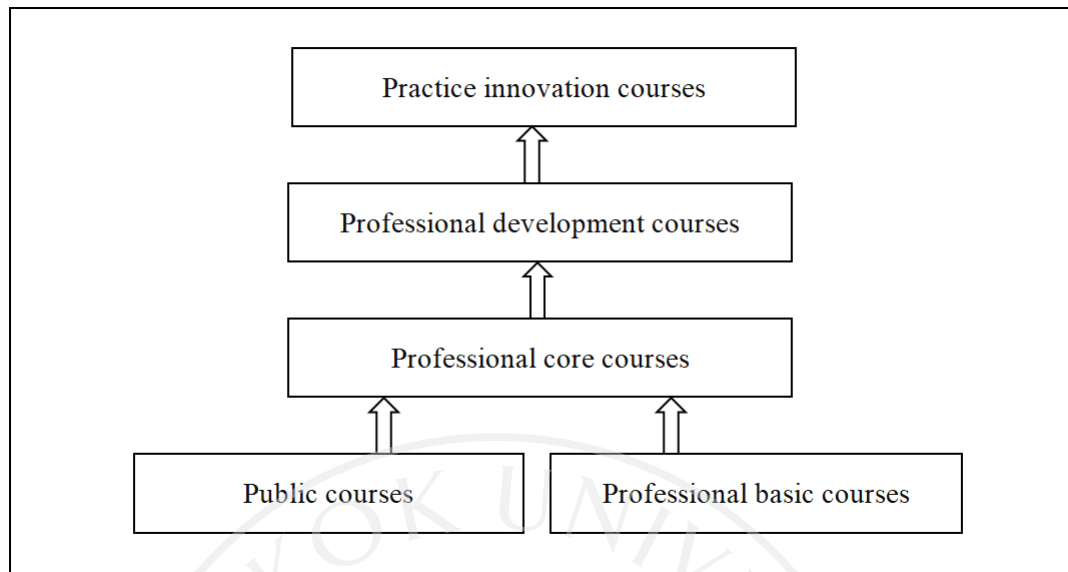 Practice innovation courses
Professional development courses
Professional core courses
Public courses
Professional basic courses